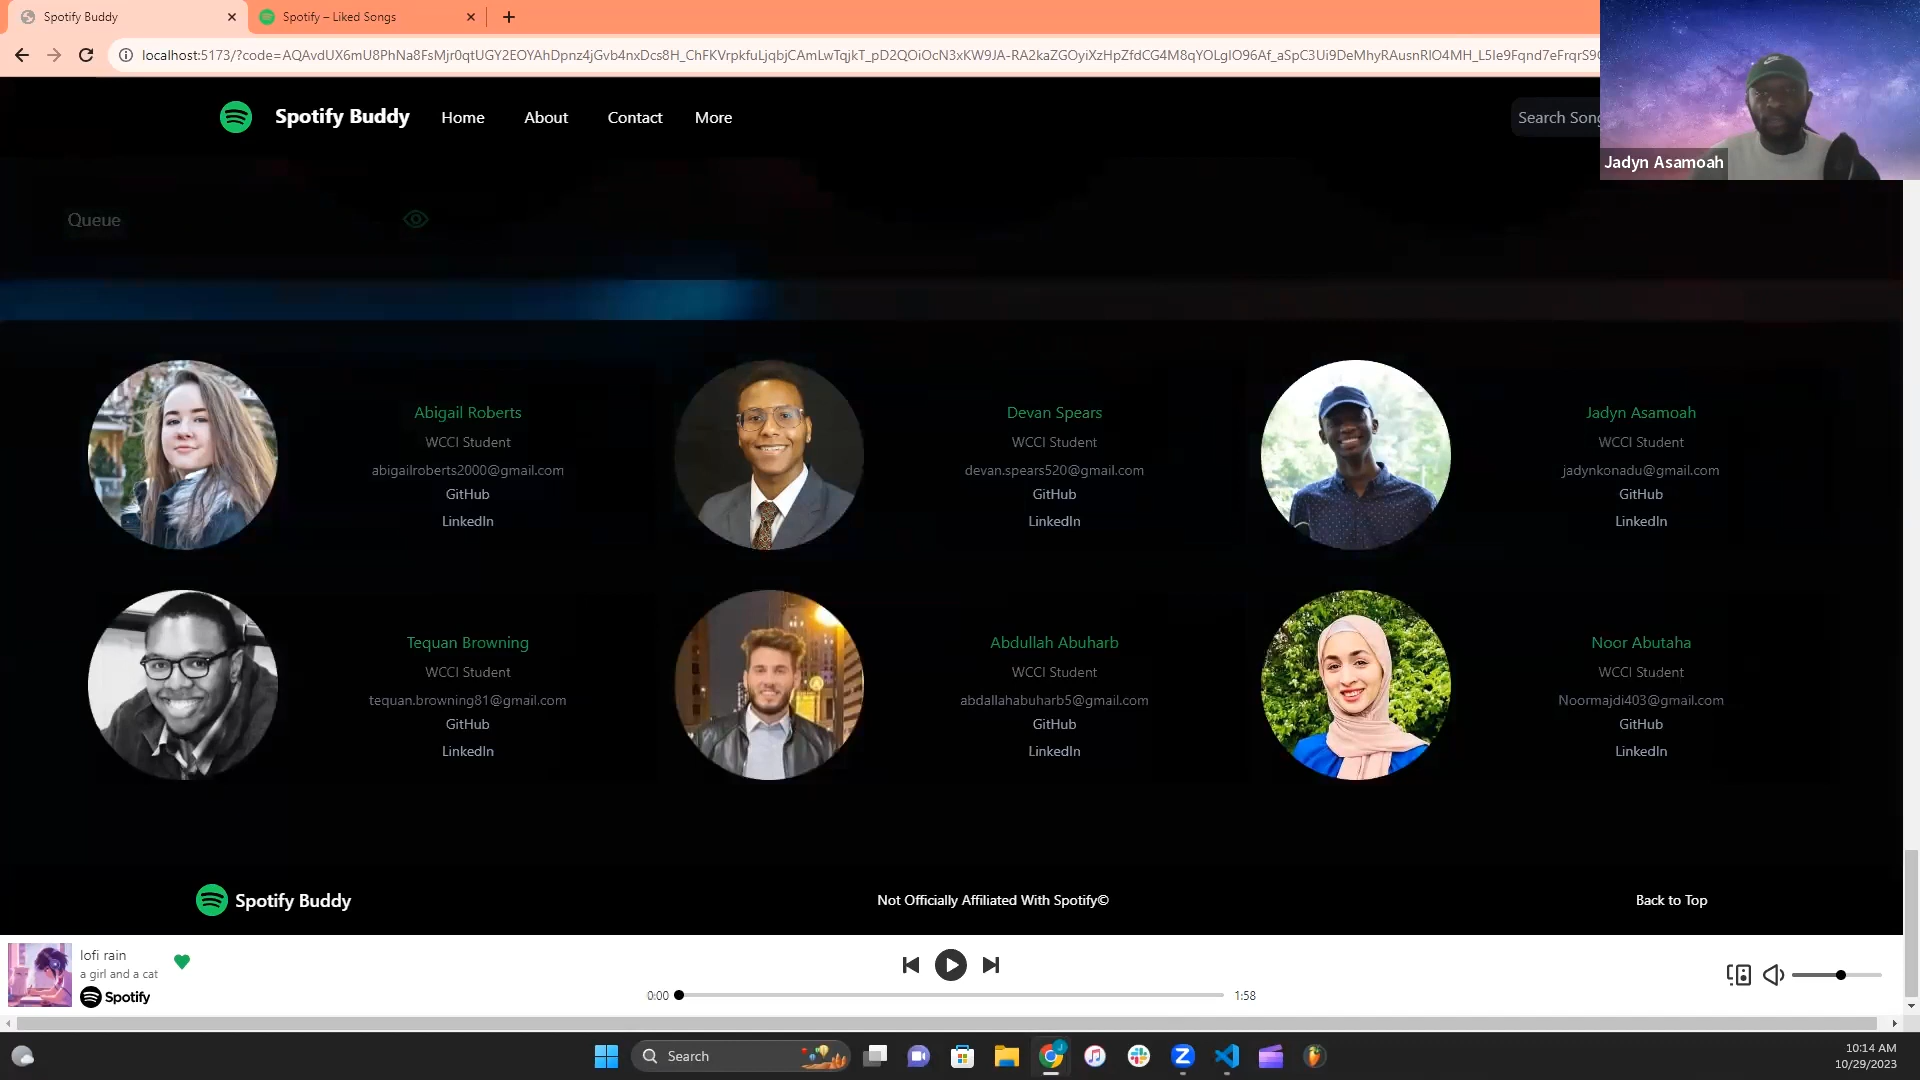 Spotify Buddy
Spotify – Liked Songs
Spotify Buddy
Home
About
Contact
More
Search Song
Jadyn Asamoah
Queue
Abigail Roberts
WCCI Student
abigailroberts2000@gmail.com
GitHub
LinkedIn
Devan Spears
WCCI Student
devan.spears520@gmail.com
GitHub
LinkedIn
Jadyn Asamoah
WCCI Student
jadynkonadu@gmail.com
GitHub
LinkedIn
Tequan Browning
WCCI Student
tequan.browning81@gmail.com
GitHub
LinkedIn
Abdullah Abuharb
WCCI Student
abdallahabuharb5@gmail.com
GitHub
LinkedIn
Noor Abutaha
WCCI Student
Noormajdi403@gmail.com
GitHub
LinkedIn
Spotify Buddy
Not Officially Affiliated With Spotify©
Back to Top
lofi rain
a girl and a cat
Spotify
0:00
1:58
Search
10:14 AM
10/29/2023